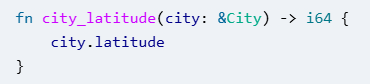 fn city_latitude(city: &City) -> i64 {
    city.latitude
}